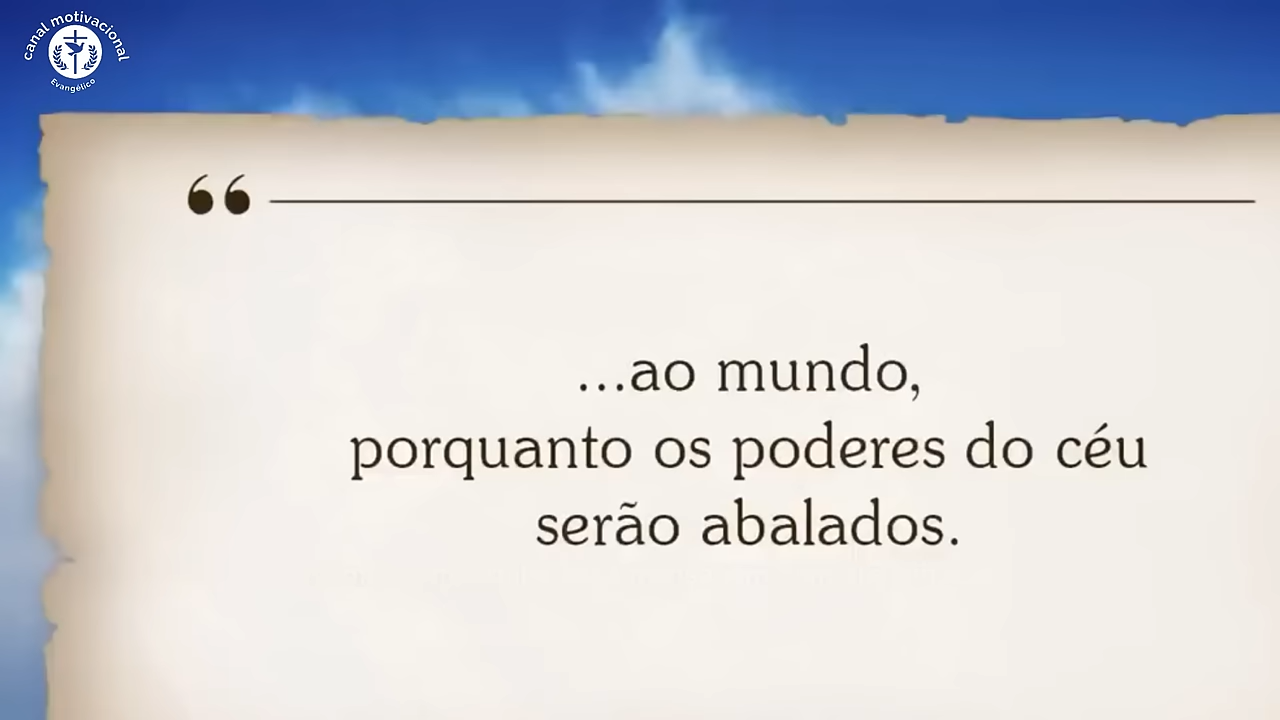 canal motivacional
Evangélico
“
...ao mundo,
porquanto os poderes do céu
serão abalados.